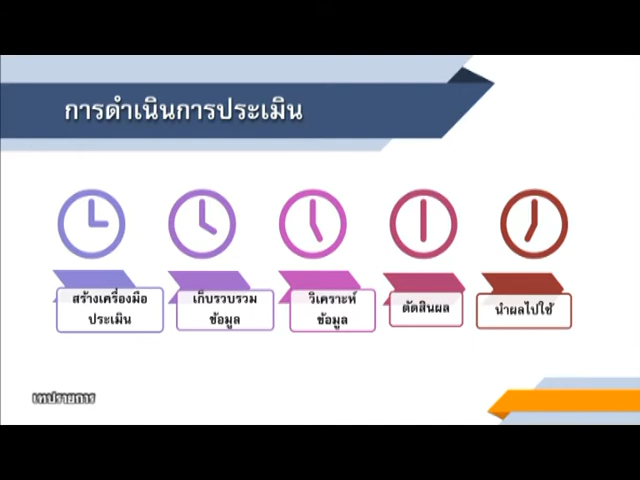 การดำเนินการประเมิน
สร้างเครื่องมือ
ประเมิน
เก็บรวบรวม
ข้อมูล
วิเคราะห์
ข้อมูล
ตัดสินผล
นำผลไปใช้
เทปรายการ